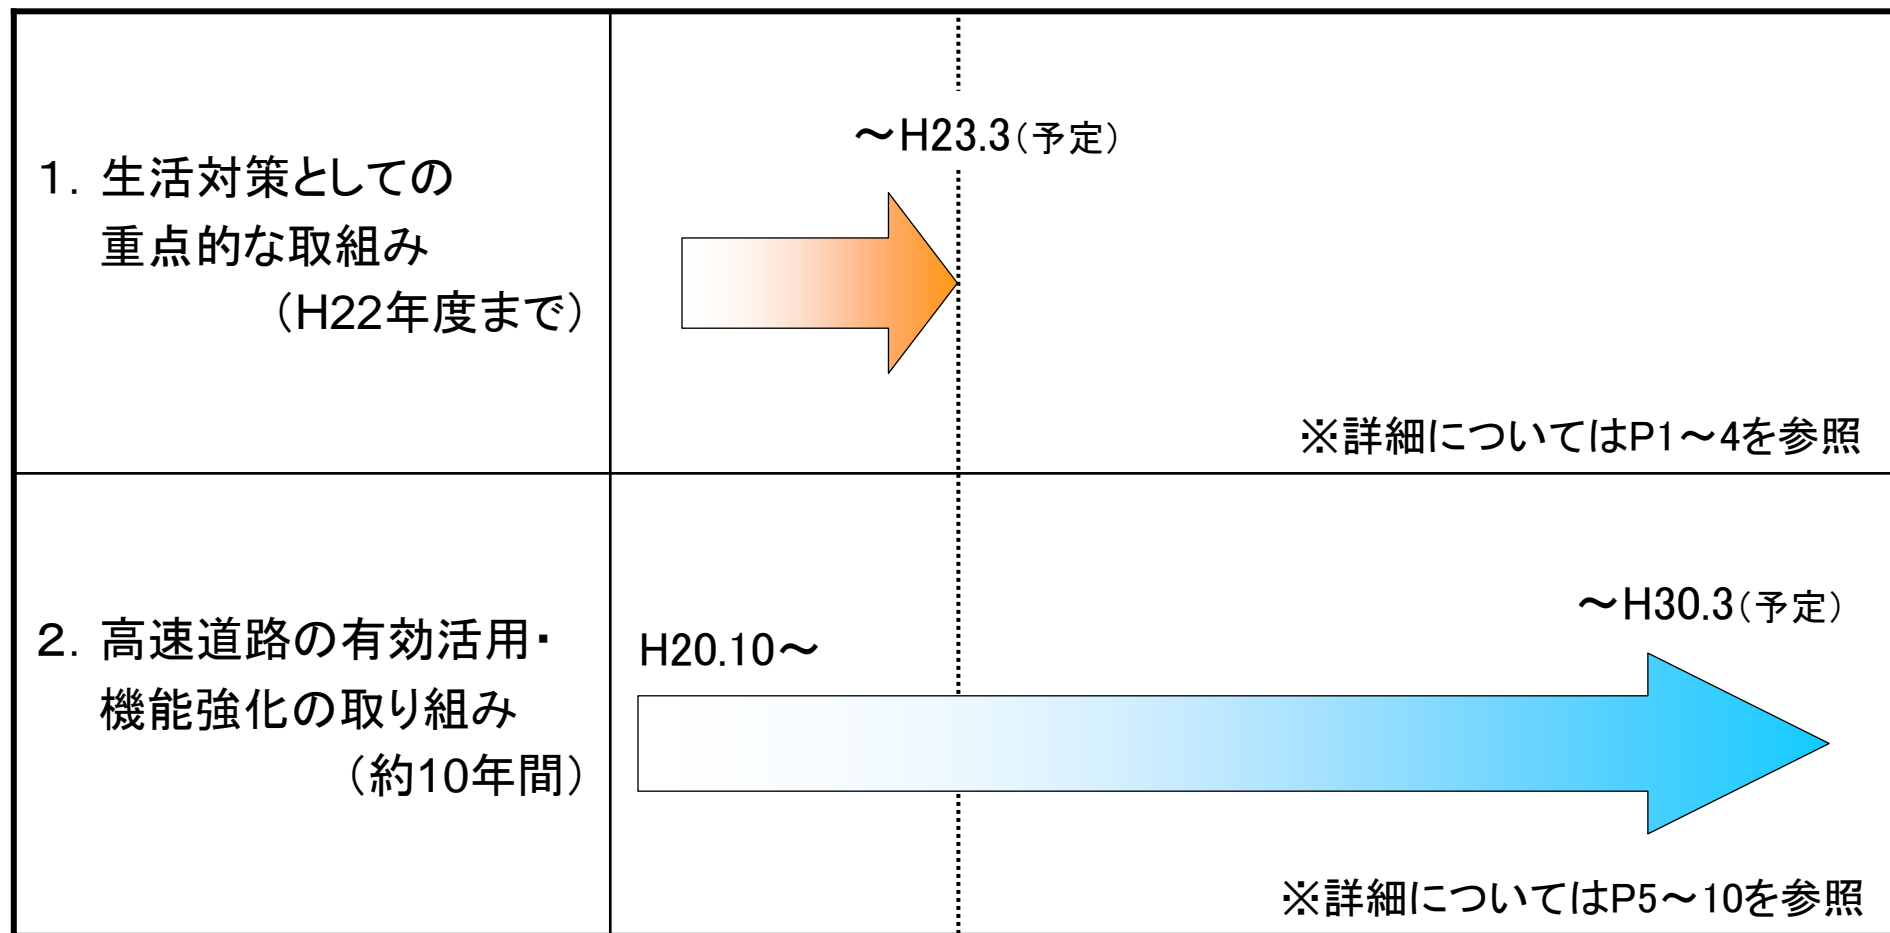 ～H23.3（予定）
１．生活対策としての
重点的な取組み
（H22年度まで）
※詳細についてはP1～4を参照
～H30.3（予定）
２．高速道路の有効活用・
機能強化の取り組み
（約10年間）
H20.10～
※詳細についてはP5～10を参照